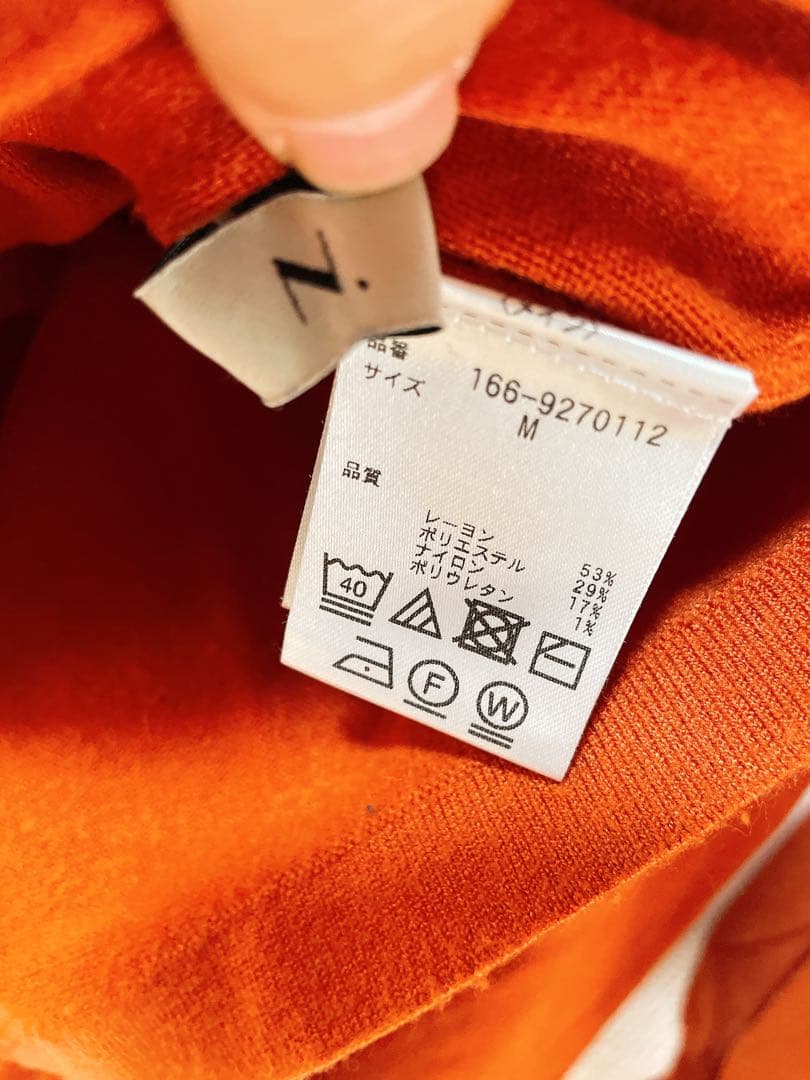 N.
品番 166-9270112
サイズ M
品質
レーヨン 53%
ポリエステル 29%
ナイロン 17%
ポリウレタン 1%
40
F
W